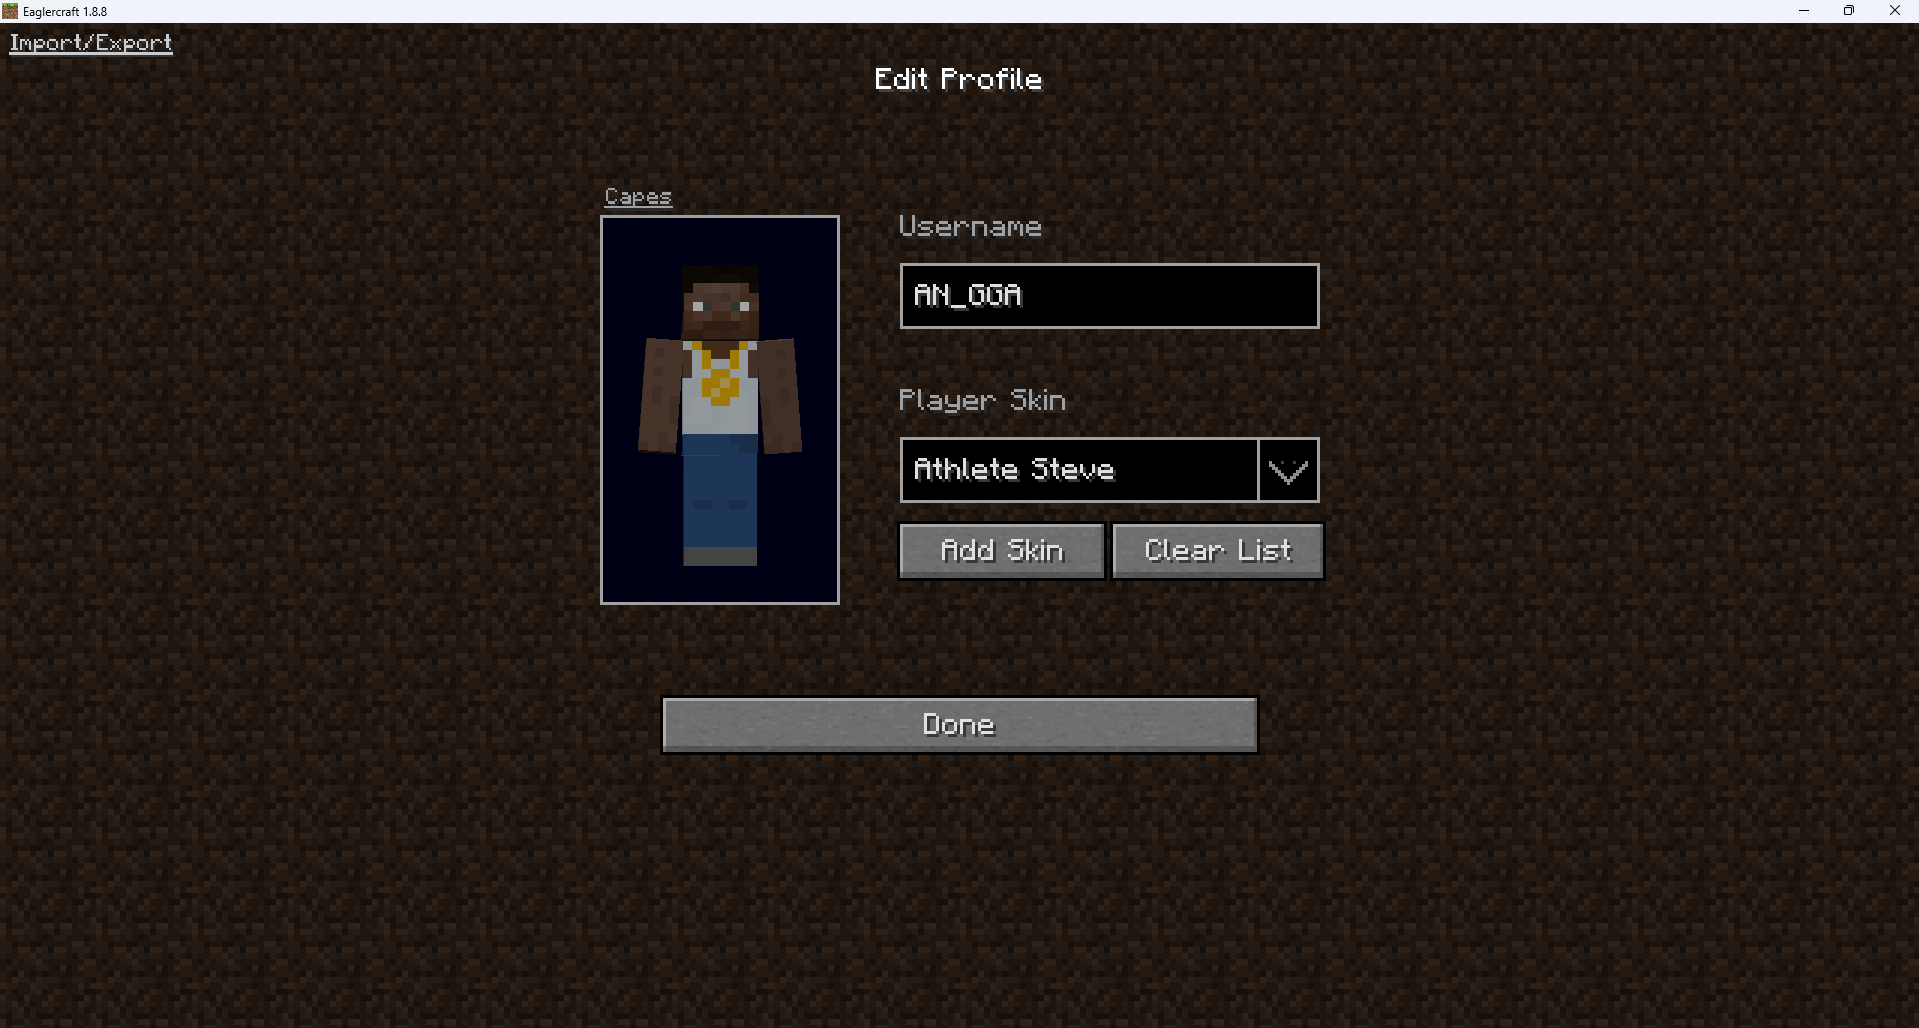 Eaglercraft 1.8.8
Import/Export
Edit Profile
Capes
Username
AN_GGA
Player Skin
Athlete Steve
Add Skin
Clear List
Done